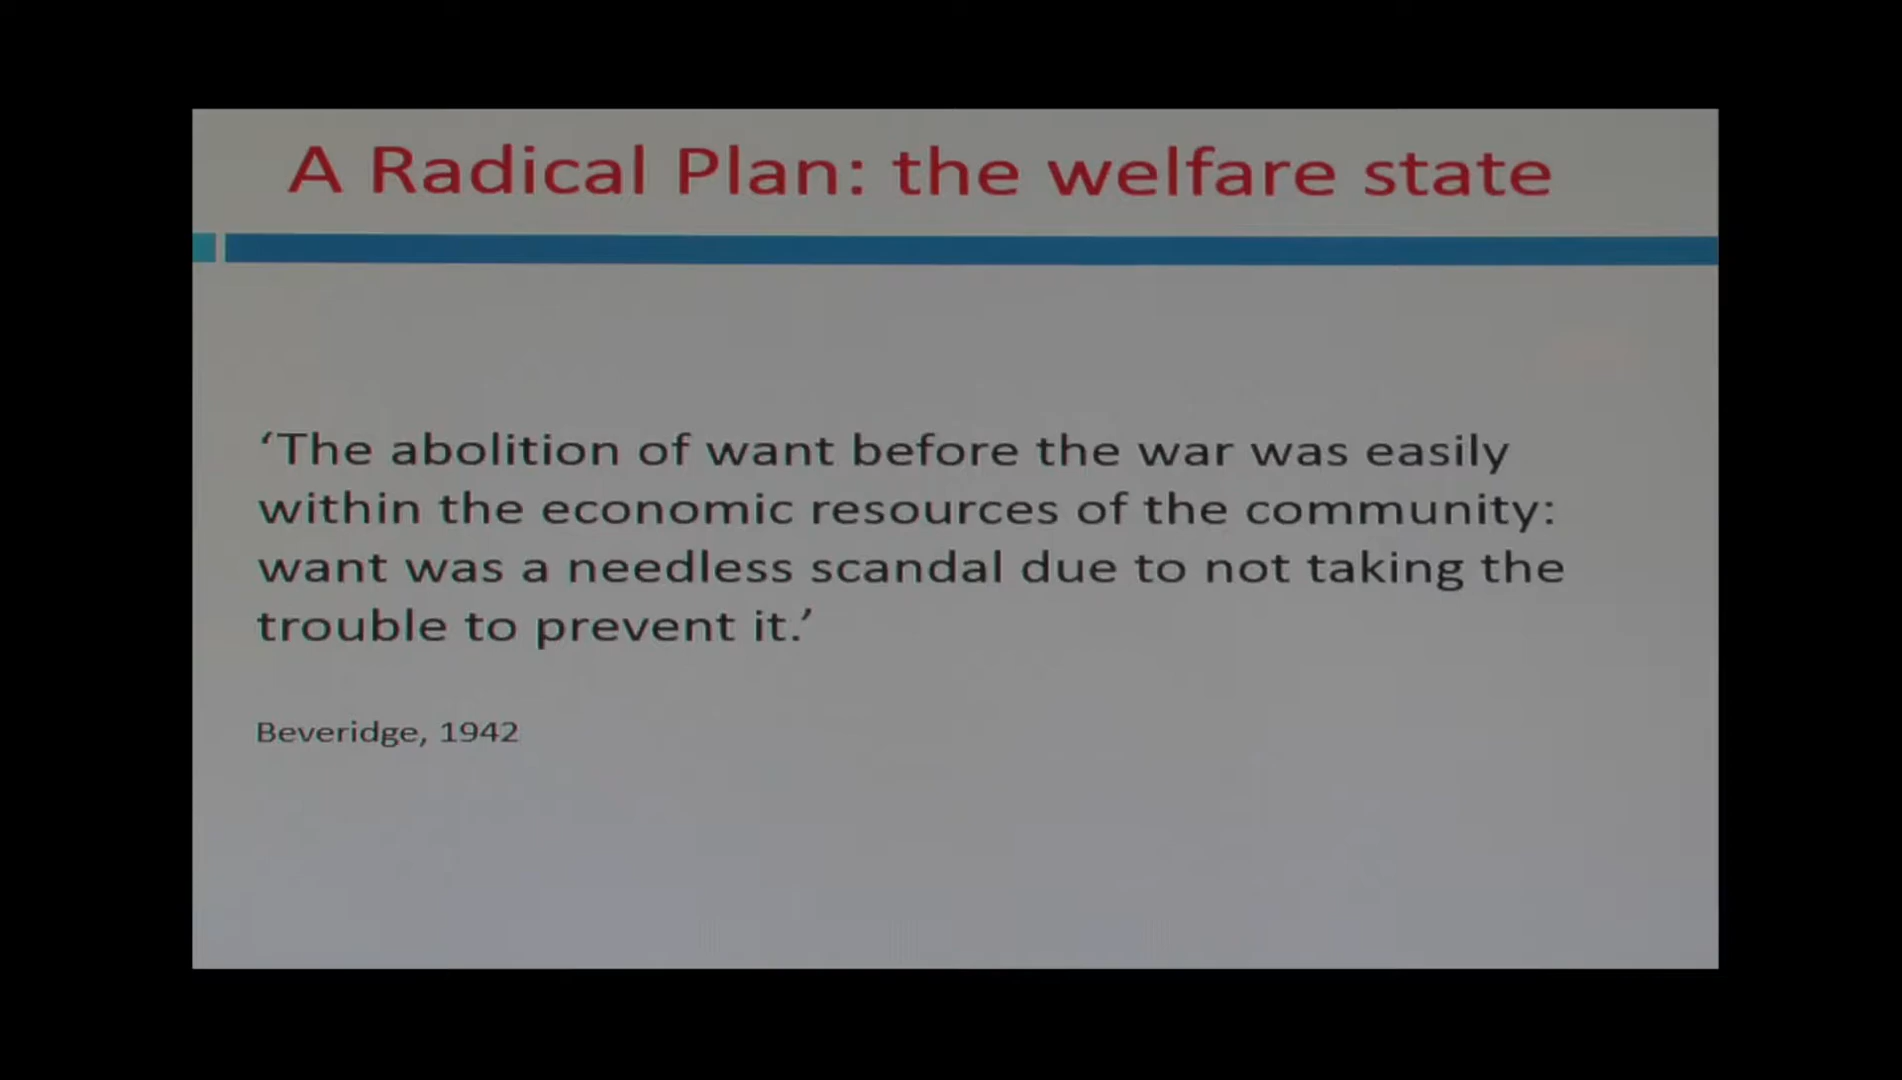 A Radical Plan: the welfare state
‘The abolition of want before the war was easily
within the economic resources of the community:
want was a needless scandal due to not taking the
trouble to prevent it.’
Beveridge, 1942